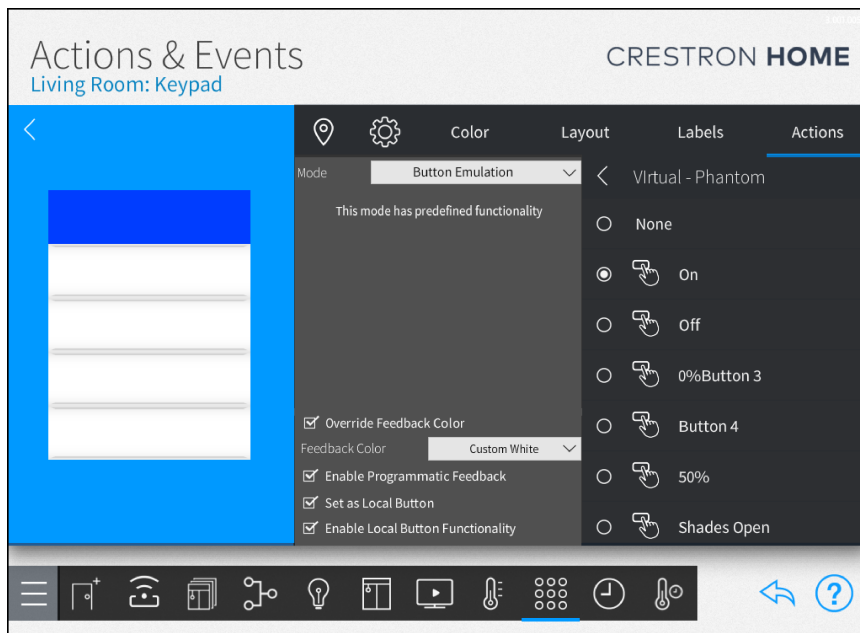 Actions & Events
Living Room: Keypad
CRESTRON HOME
Color
Layout
Labels
Actions
Mode
Button Emulation
This mode has predefined functionality
Override Feedback Color
Feedback Color
Custom White
Enable Programmatic Feedback
Set as Local Button
Enable Local Button Functionality
VIrtual - Phantom
None
On
Off
0%Button 3
Button 4
50%
Shades Open
?